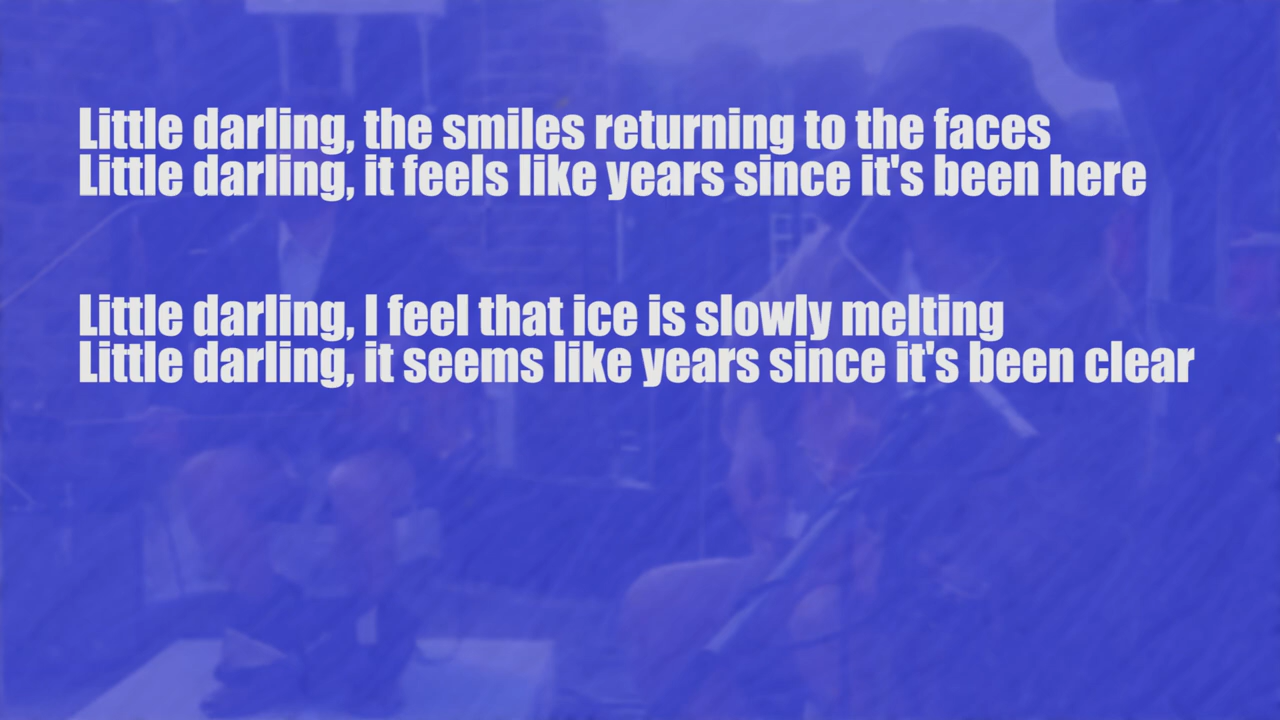 Little darling, the smiles returning to the faces
Little darling, it feels like years since it's been here
Little darling, I feel that ice is slowly melting
Little darling, it seems like years since it's been clear